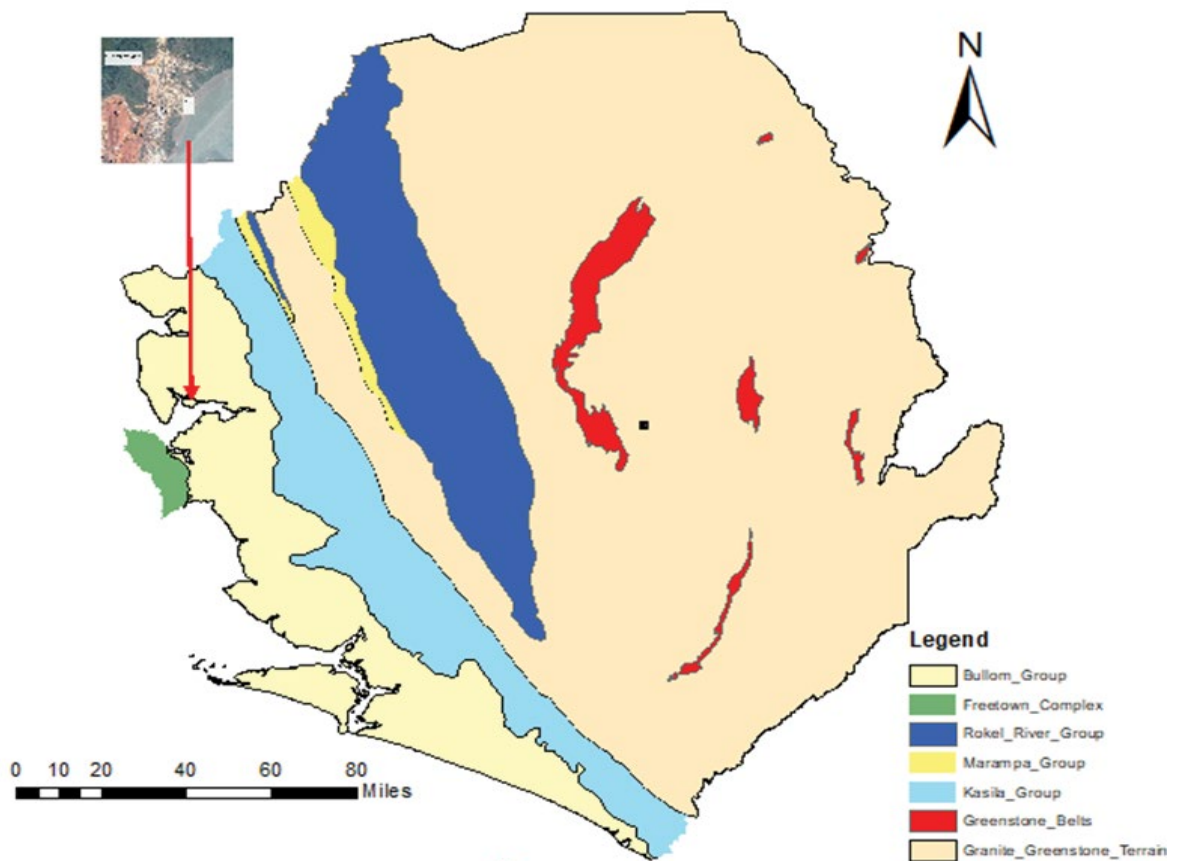 N
Legend
Bullom_Group
Freetown_Complex
Rokel_River_Group
Marampa_Group
Kasila_Group
Greenstone_Belts
Granite_Greenstone_Terrain
0 10 20 40 60 80
Miles